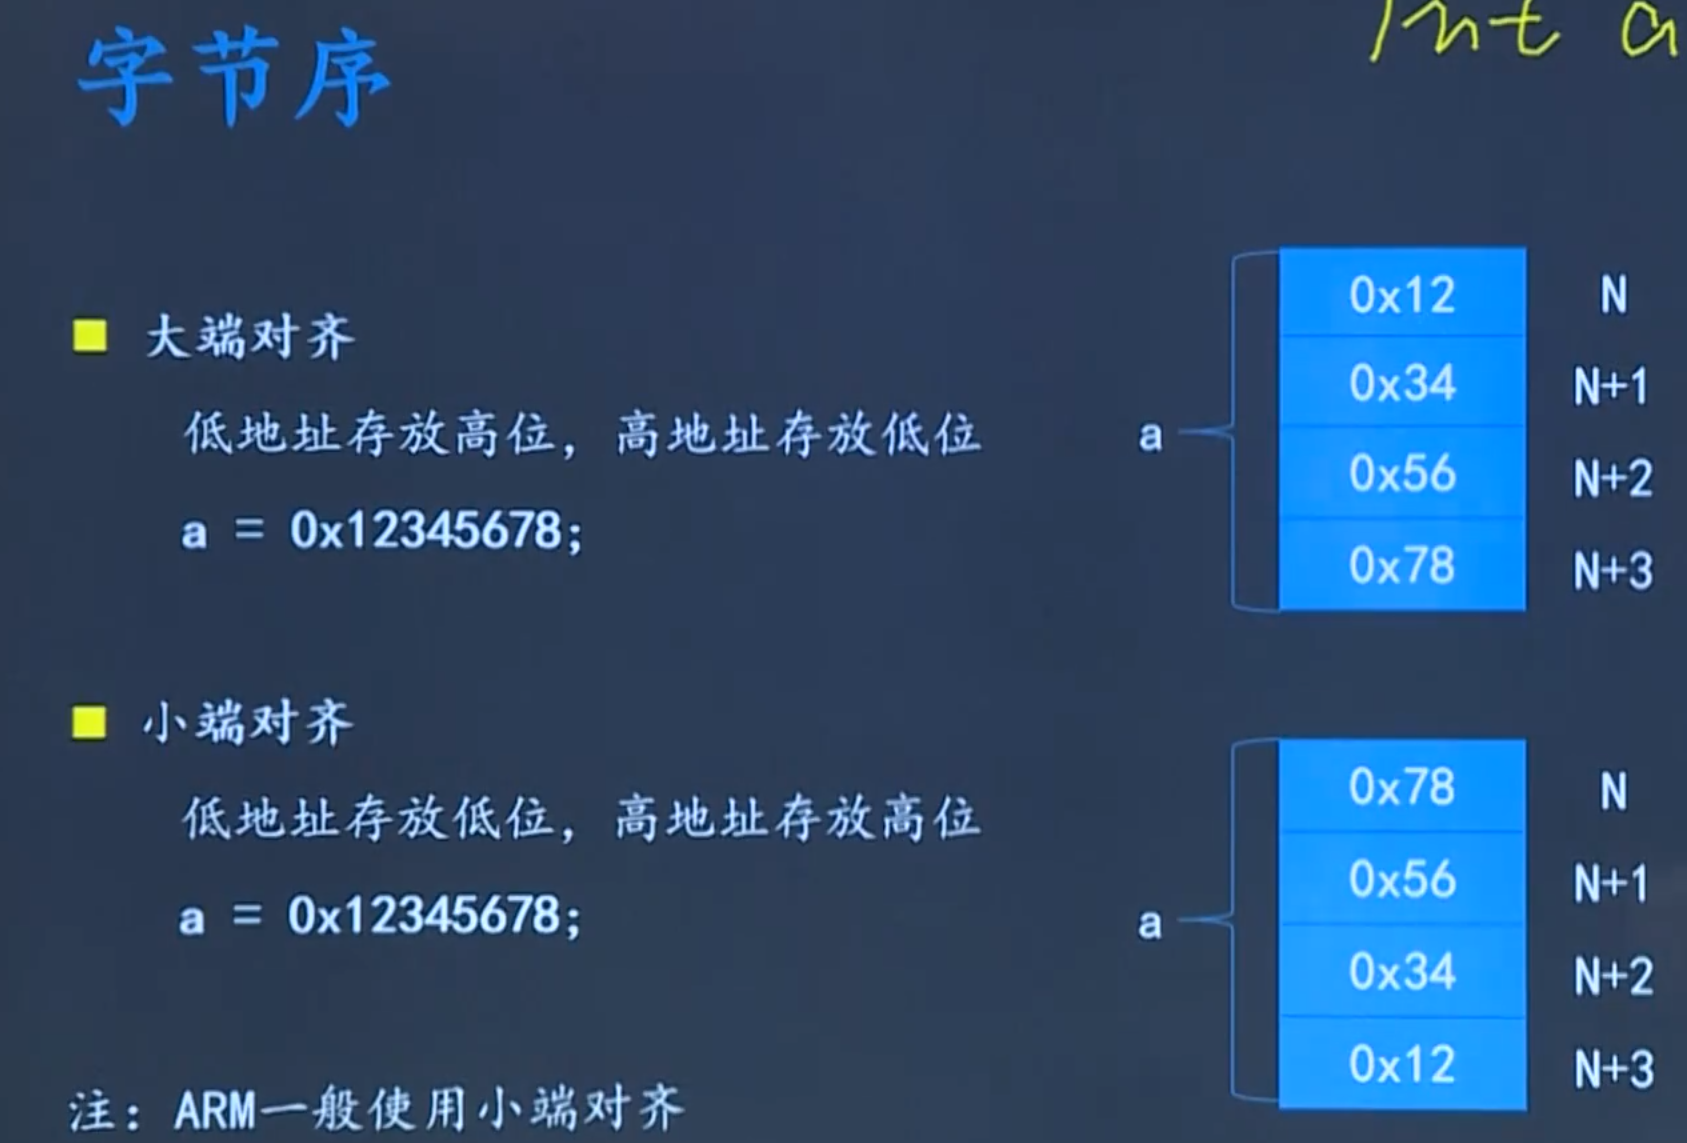 字节序
int a
大端对齐
低地址存放高位，高地址存放低位
a = 0x12345678;
a
0x12 N
0x34 N+1
0x56 N+2
0x78 N+3
小端对齐
低地址存放低位，高地址存放高位
a = 0x12345678;
a
0x78 N
0x56 N+1
0x34 N+2
0x12 N+3
注：ARM一般使用小端对齐